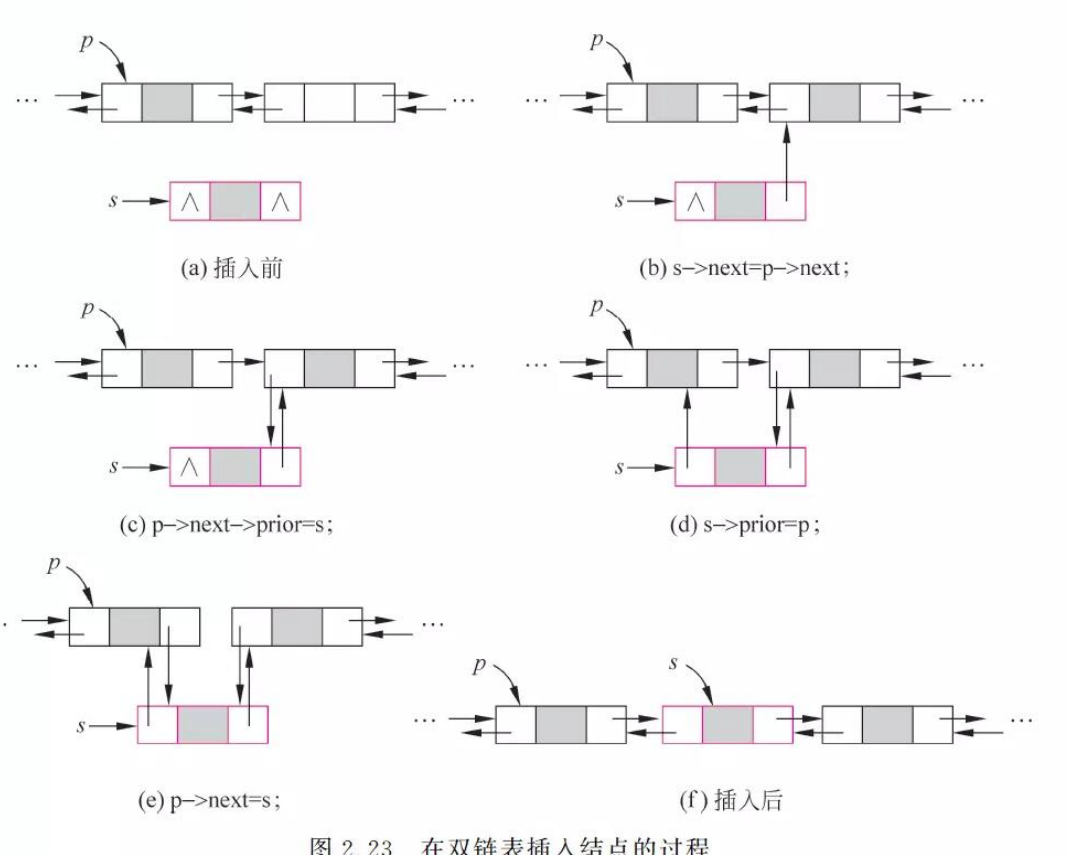 p
p
… … … …
s ∧ ∧
s ∧
(a) 插入前
(b) s–>next=p–>next；
p
p
… … … …
s ∧
s
(c) p–>next–>prior=s；
(d) s–>prior=p；
p
. …
s
(e) p–>next=s；
p s
… …
(f) 插入后
图 2.23 在双链表插入结点的过程